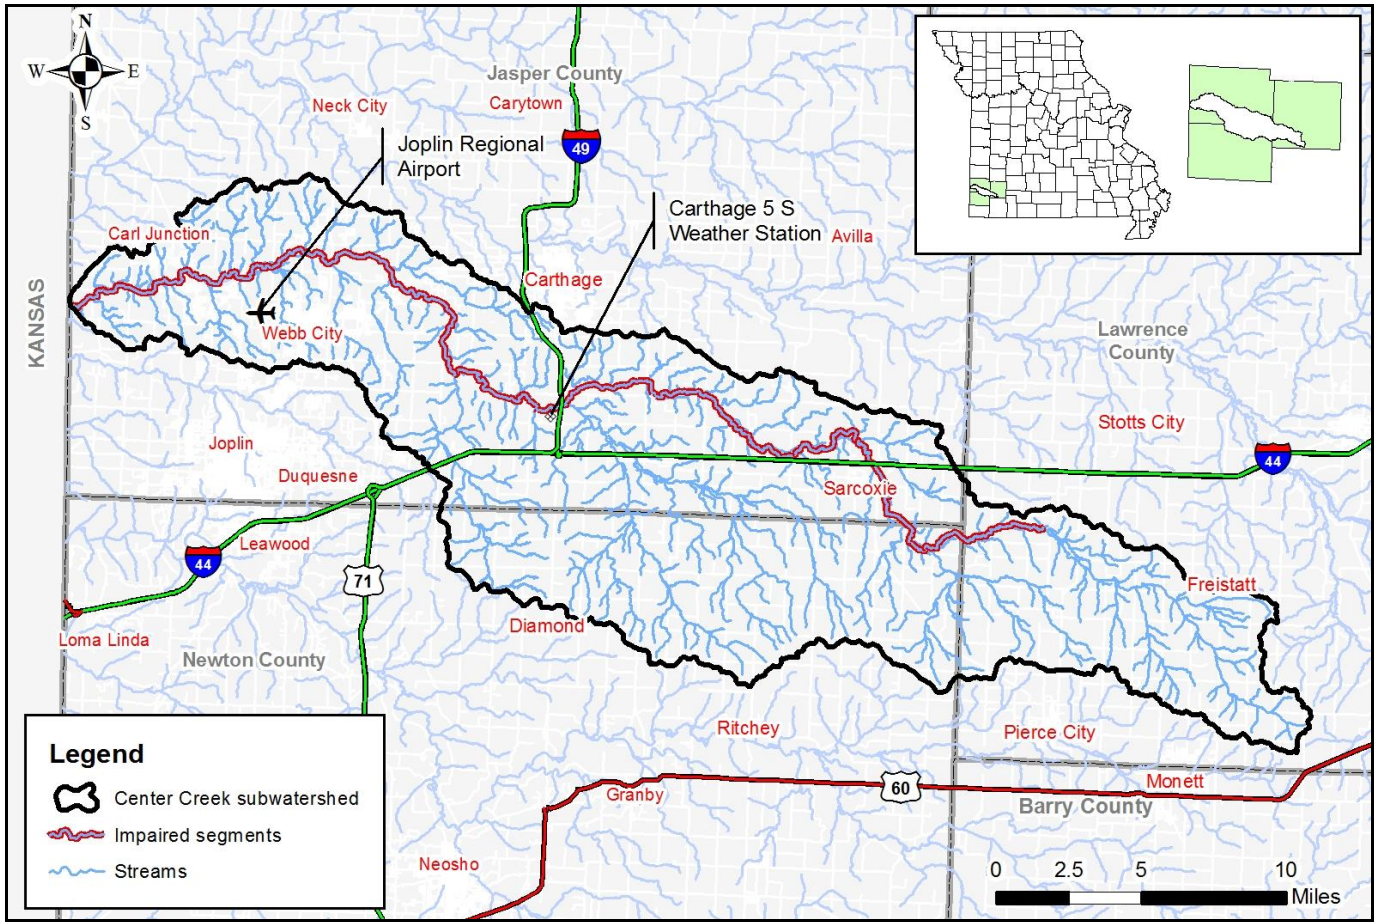 N
W
E
S
Jasper County
Neck City
Carytown
49
Joplin Regional
Airport
Carthage 5 S
Weather Station
Avilla
Carl Junction
Carthage
KANSAS
Webb City
Lawrence
County
Joplin
Stotts City
44
Duquesne
Sarcoxie
Leawood
44
71
Freistatt
Diamond
Loma Linda
Newton County
Ritchey
Pierce City
Monett
60
Granby
Barry County
Neosho
Legend
Center Creek subwatershed
Impaired segments
Streams
0 2.5 5 10
Miles